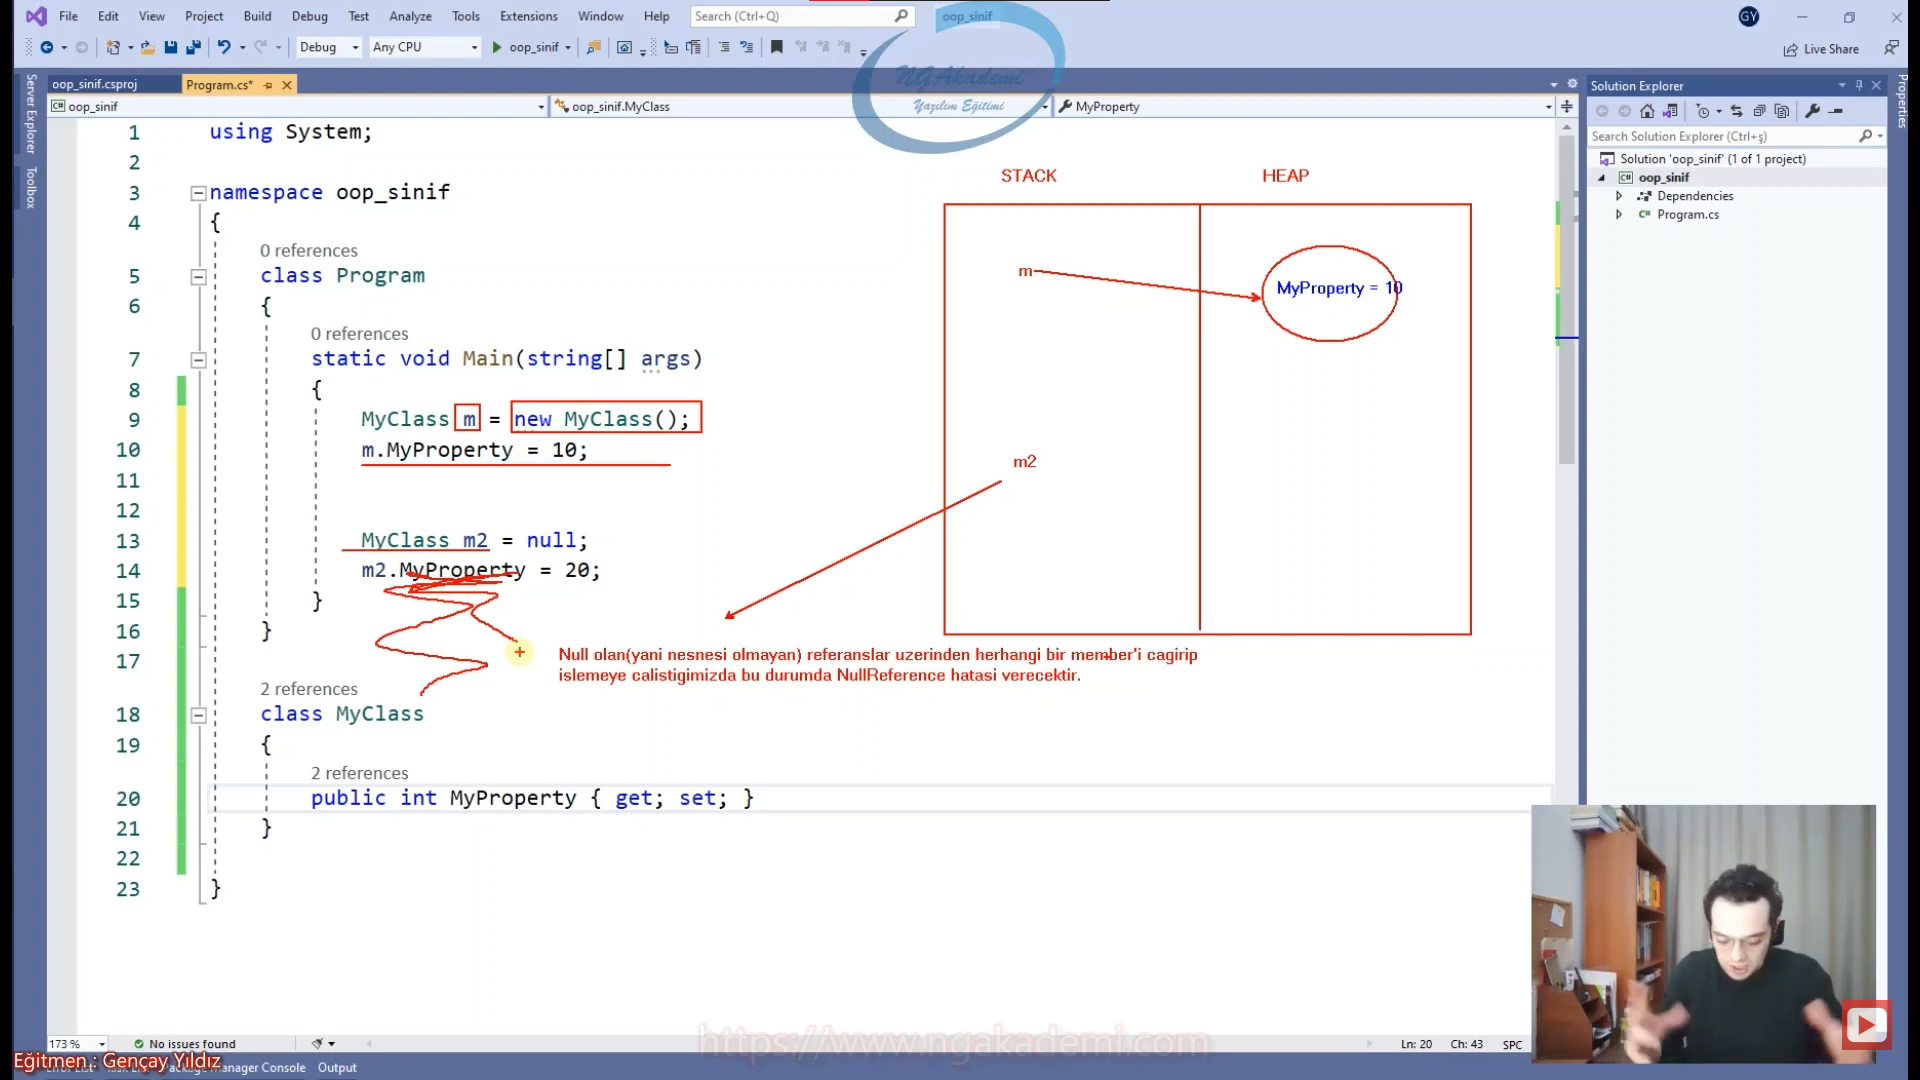 File Edit View Project Build Debug Test Analyze Tools Extensions Window Help Search (Ctrl+Q) oop_sinif GY
Debug Any CPU oop_sinif Live Share
oop_sinif.csproj Program.cs*
oop_sinif oop_sinif.MyClass MyProperty
NGAkademi
Yazılım Eğitimi
Server Explorer
Toolbox
1 using System;
2
3 namespace oop_sinif
4 {
0 references
5 class Program
6 {
0 references
7 static void Main(string[] args)
8 {
9 MyClass m = new MyClass();
10 m.MyProperty = 10;
11
12
13 MyClass m2 = null;
14 m2.MyProperty = 20;
15 }
16 }
17
2 references
18 class MyClass
19 {
2 references
20 public int MyProperty { get; set; }
21 }
22
23 }
STACK HEAP
m
MyProperty = 10
m2
Null olan(yani nesnesi olmayan) referanslar uzerinden herhangi bir member'i cagirip
islemeye calistigimizda bu durumda NullReference hatasi verecektir.
Solution Explorer
Search Solution Explorer (Ctrl+ş)
Solution 'oop_sinif' (1 of 1 project)
oop_sinif
Dependencies
Program.cs
Properties
https://www.ngakademi.com
173 % No issues found Ln: 20 Ch: 43 SPC
Eğitmen : Gençay Yıldız
Package Manager Console Output